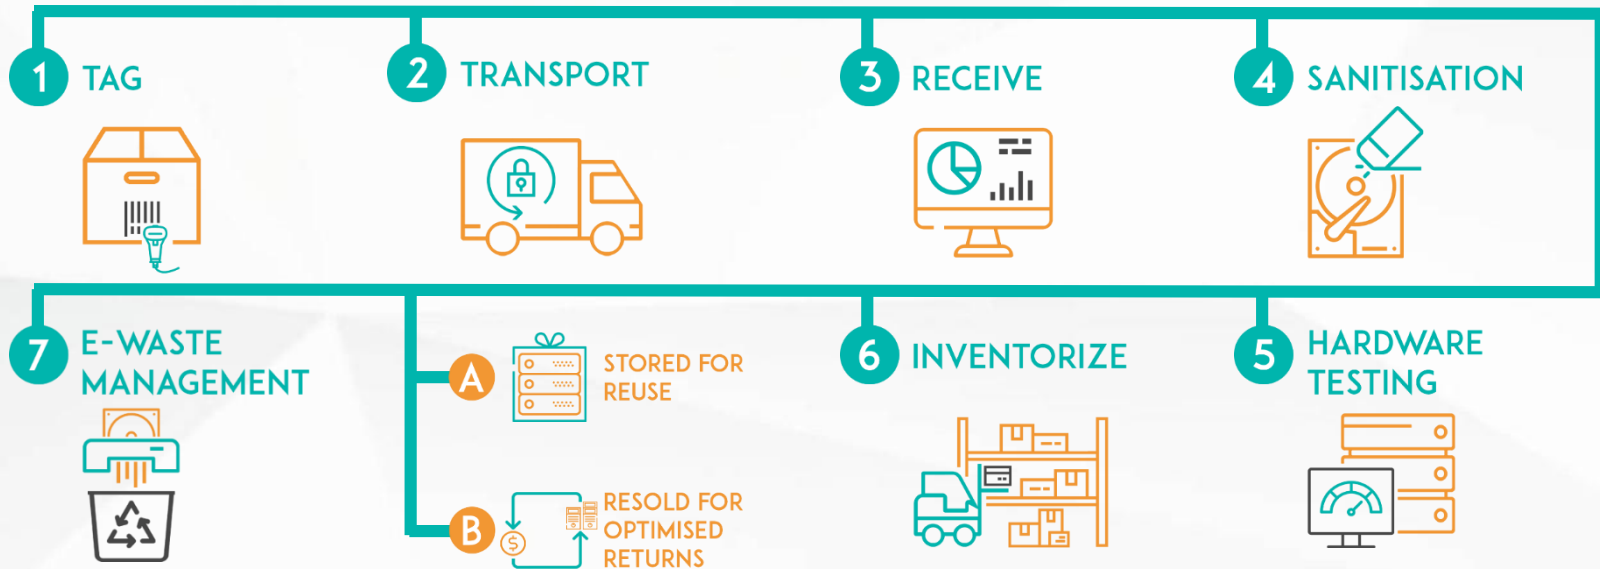 1 TAG
2 TRANSPORT
3 RECEIVE
4 SANITISATION
7 E-WASTE
MANAGEMENT
A STORED FOR
REUSE
B RESOLD FOR
OPTIMISED
RETURNS
$
6 INVENTORIZE
5 HARDWARE
TESTING